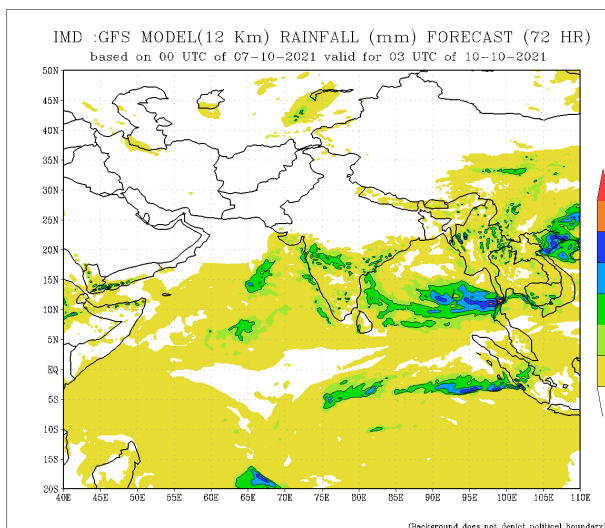 IMD :GFS MODEL(12 Km) RAINFALL (mm) FORECAST (72 HR)
based on 00 UTC of 07-10-2021 valid for 03 UTC of 10-10-2021
50N
45N
40N
35N
30N
25N
20N
15N
10N
5N
EQ
5S
10S
15S
20S
40E 45E 50E 55E 60E 65E 70E 75E 80E 85E 90E 95E 100E 105E 110E
(Background does not depict political boundary)